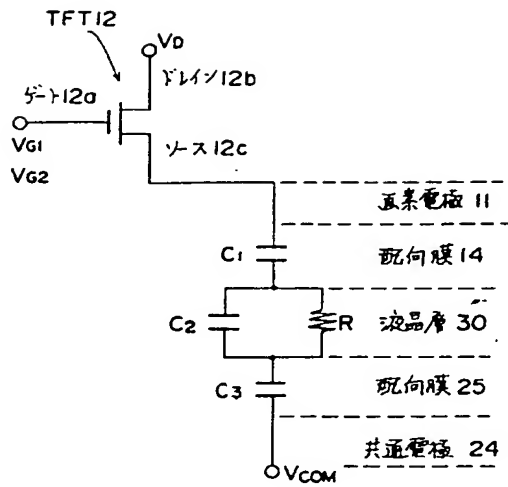 TFT12
VD
ドレイン12b
ゲート12a
VG1
VG2
ソース12c
画素電極 11
C1
配向膜 14
C2
R
液晶層 30
C3
配向膜 25
共通電極 24
VCOM